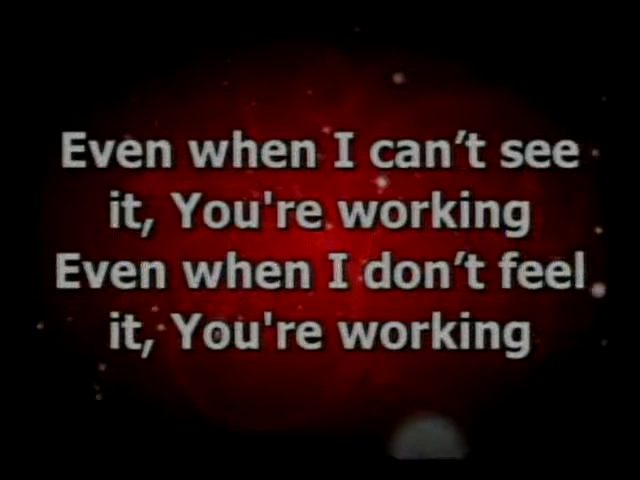 Even when I can’t see
it, You're working
Even when I don’t feel
it, You're working